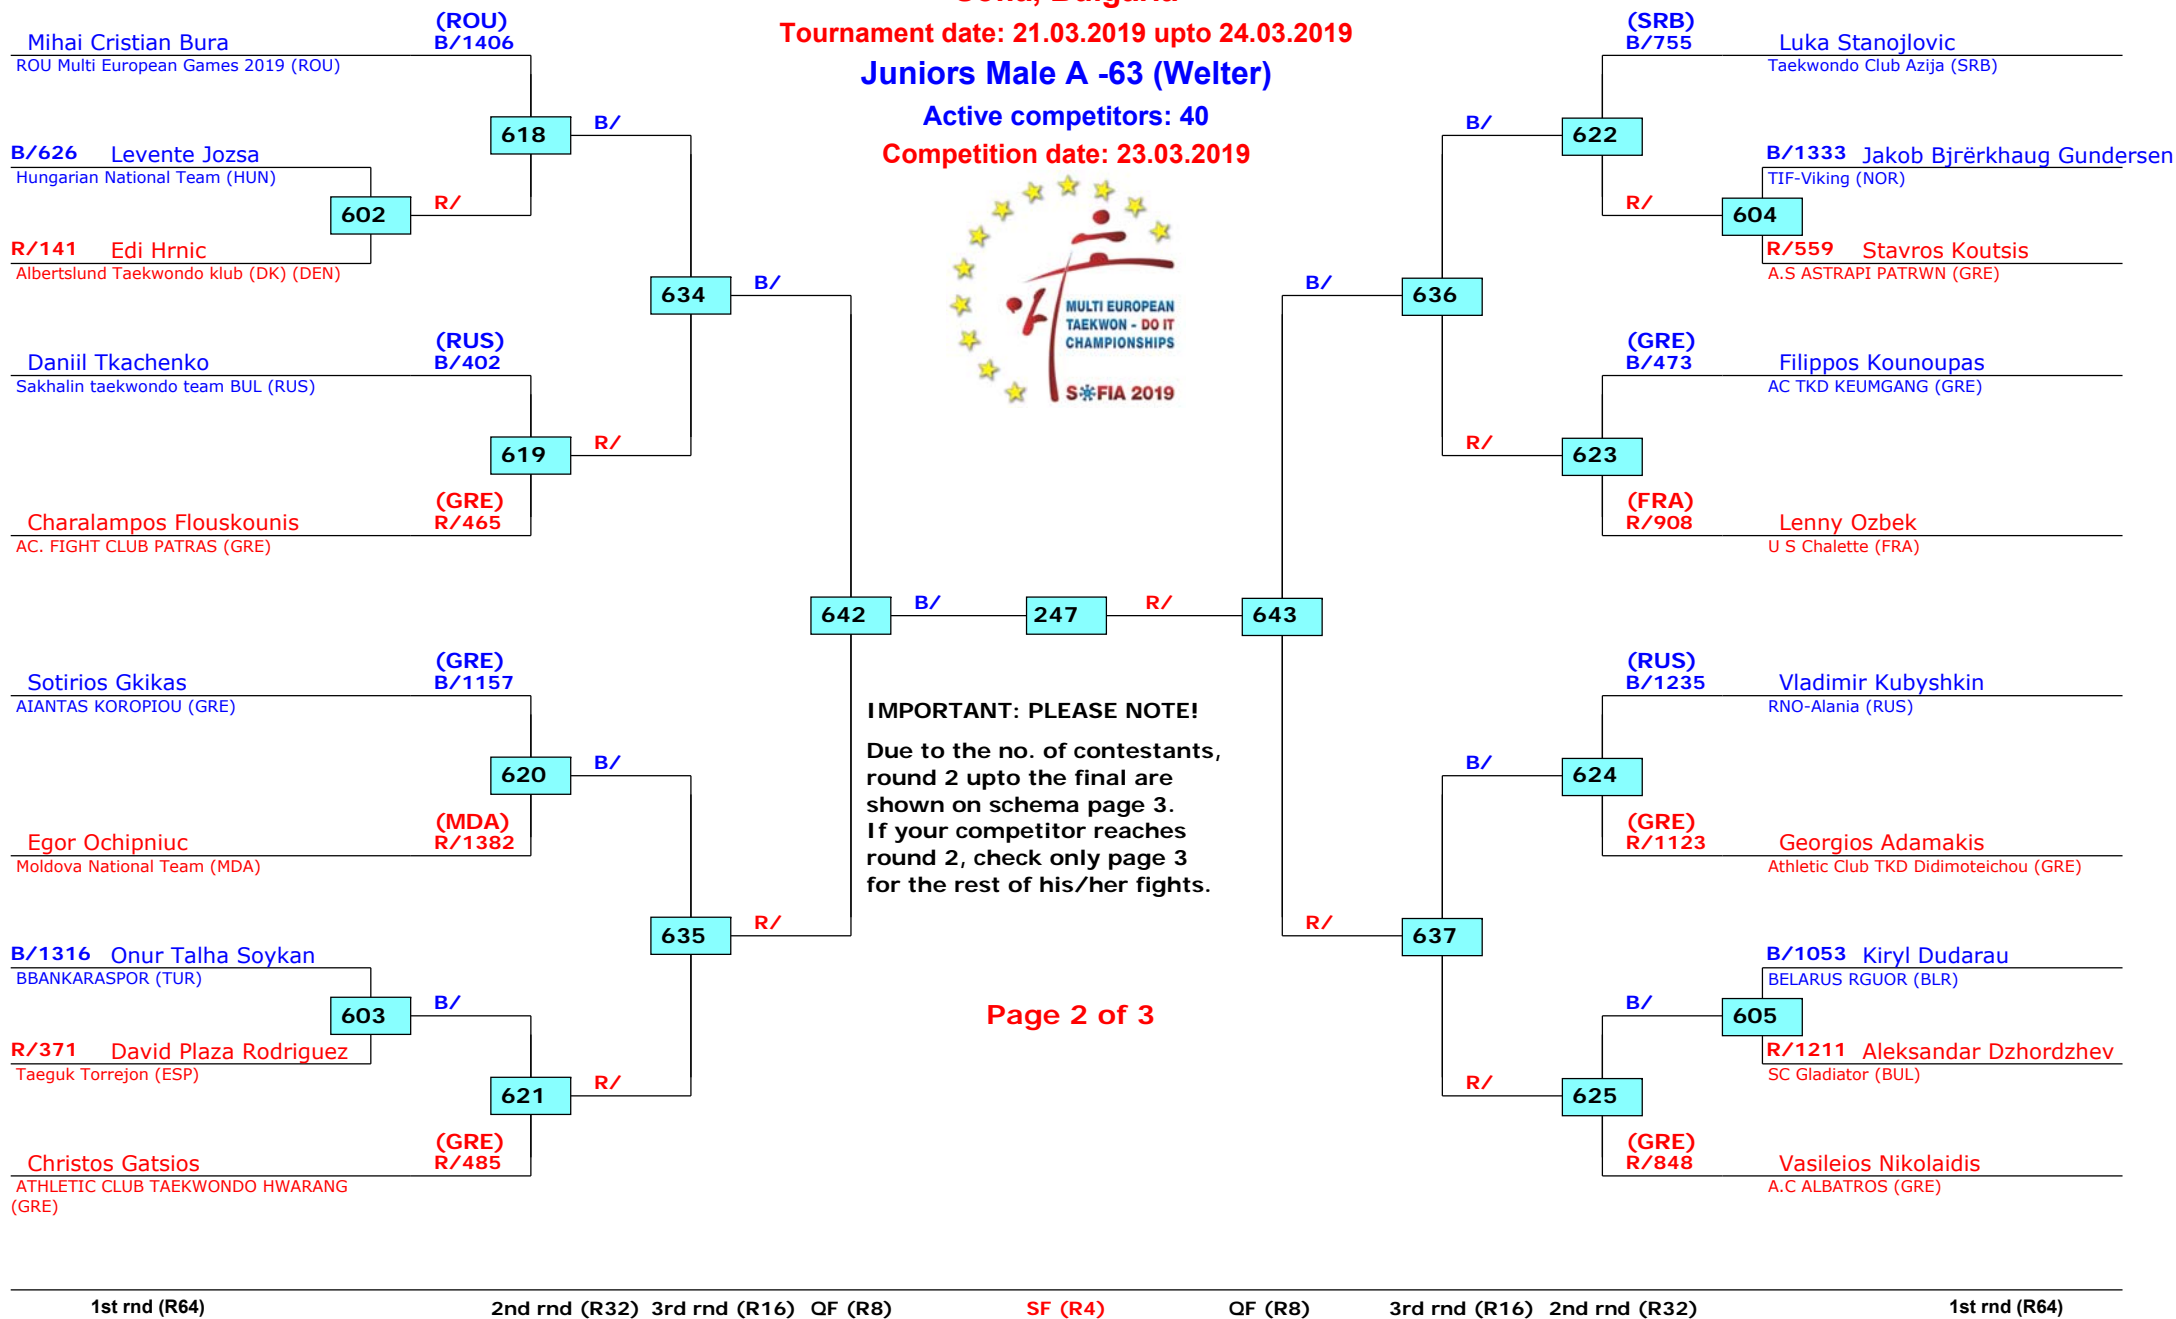 Sofia, Bulgaria
Tournament date: 21.03.2019 upto 24.03.2019
Juniors Male A -63 (Welter)
Active competitors: 40
Competition date: 23.03.2019
MULTI EUROPEAN
TAEKWON - DO IT
CHAMPIONSHIPS
S FIA 2019
(ROU)
Mihai Cristian Bura B/1406
ROU Multi European Games 2019 (ROU)
618
B/
B/626 Levente Jozsa
Hungarian National Team (HUN)
602
R/
R/141 Edi Hrnic
Albertslund Taekwondo klub (DK) (DEN)
634
B/
(RUS)
Daniil Tkachenko B/402
Sakhalin taekwondo team BUL (RUS)
619
R/
(GRE)
Charalampos Flouskounis R/465
AC. FIGHT CLUB PATRAS (GRE)
642
B/
247
R/
643
(GRE)
Sotirios Gkikas B/1157
AIANTAS KOROPIOU (GRE)
620
B/
(MDA)
Egor Ochipniuc R/1382
Moldova National Team (MDA)
635
R/
B/1316 Onur Talha Soykan
BBANKARASPOR (TUR)
603
B/
R/371 David Plaza Rodriguez
Taeguk Torrejon (ESP)
621
R/
(GRE)
Christos Gatsios R/485
ATHLETIC CLUB TAEKWONDO HWARANG
(GRE)
IMPORTANT: PLEASE NOTE!
Due to the no. of contestants,
round 2 upto the final are
shown on schema page 3.
If your competitor reaches
round 2, check only page 3
for the rest of his/her fights.
Page 2 of 3
(SRB)
B/755 Luka Stanojlovic
Taekwondo Club Azija (SRB)
B/
622
B/1333 Jakob Bjrërkhaug Gundersen
TIF-Viking (NOR)
R/
604
R/559 Stavros Koutsis
A.S ASTRAPI PATRWN (GRE)
B/
636
(GRE)
B/473 Filippos Kounoupas
AC TKD KEUMGANG (GRE)
R/
623
(FRA)
R/908 Lenny Ozbek
U S Chalette (FRA)
(RUS)
B/1235 Vladimir Kubyshkin
RNO-Alania (RUS)
B/
624
(GRE)
R/1123 Georgios Adamakis
Athletic Club TKD Didimoteichou (GRE)
R/
637
B/1053 Kiryl Dudarau
BELARUS RGUOR (BLR)
B/
605
R/1211 Aleksandar Dzhordzhev
SC Gladiator (BUL)
R/
625
(GRE)
R/848 Vasileios Nikolaidis
A.C ALBATROS (GRE)
1st rnd (R64) 2nd rnd (R32) 3rd rnd (R16) QF (R8) SF (R4) QF (R8) 3rd rnd (R16) 2nd rnd (R32) 1st rnd (R64)